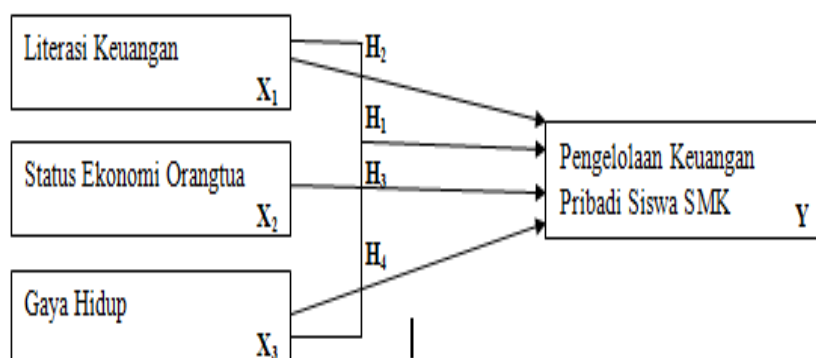 Literasi Keuangan
X₁
H₂
H₁
Status Ekonomi Orangtua
X₂
H₃
Pengelolaan Keuangan
Pribadi Siswa SMK
Y
H₄
Gaya Hidup
X₃